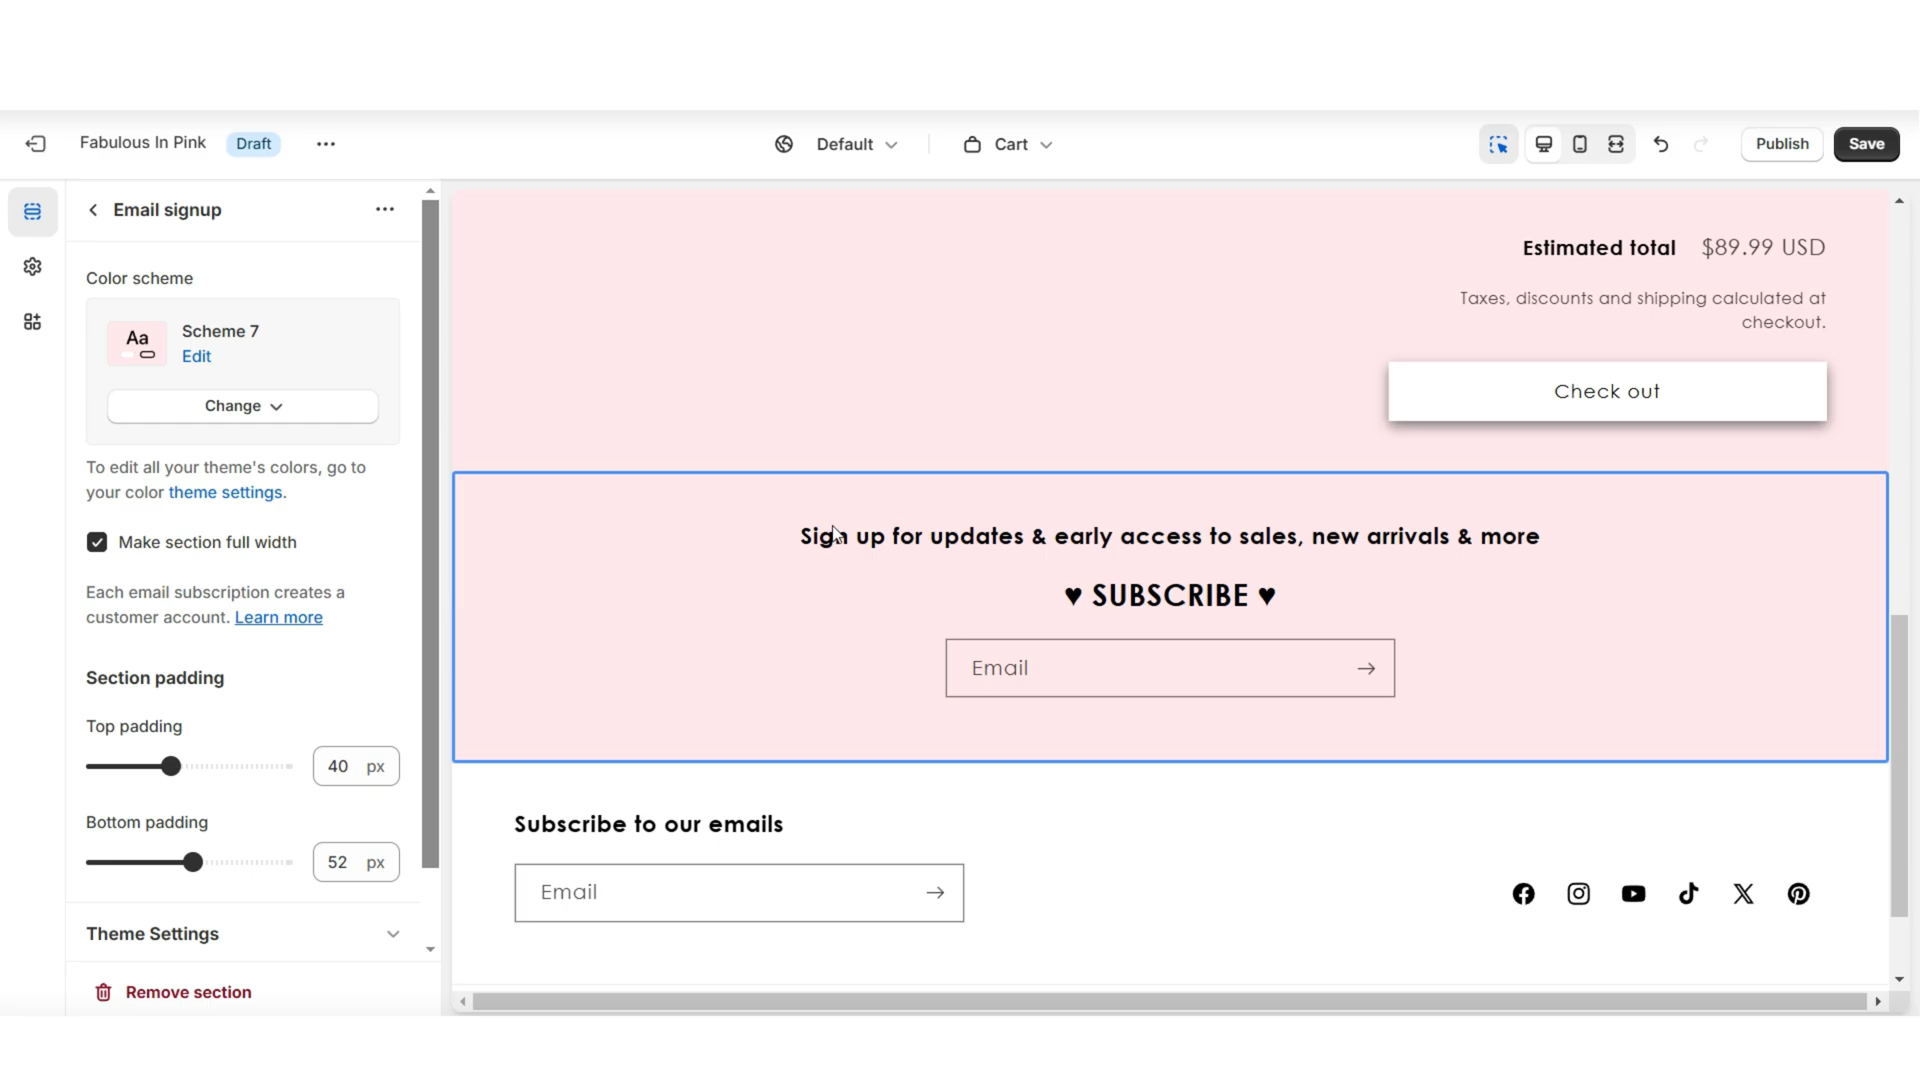 Fabulous In Pink
Draft
Default
Cart
Publish
Save
Email signup
Color scheme
Aa
Scheme 7
Edit
Change
To edit all your theme's colors, go to
your color theme settings.
Make section full width
Each email subscription creates a
customer account. Learn more
Section padding
Top padding
40 px
Bottom padding
52 px
Theme Settings
Remove section
Estimated total $89.99 USD
Taxes, discounts and shipping calculated at
checkout.
Check out
Sign up for updates & early access to sales, new arrivals & more
♥ SUBSCRIBE ♥
Email
Subscribe to our emails
Email